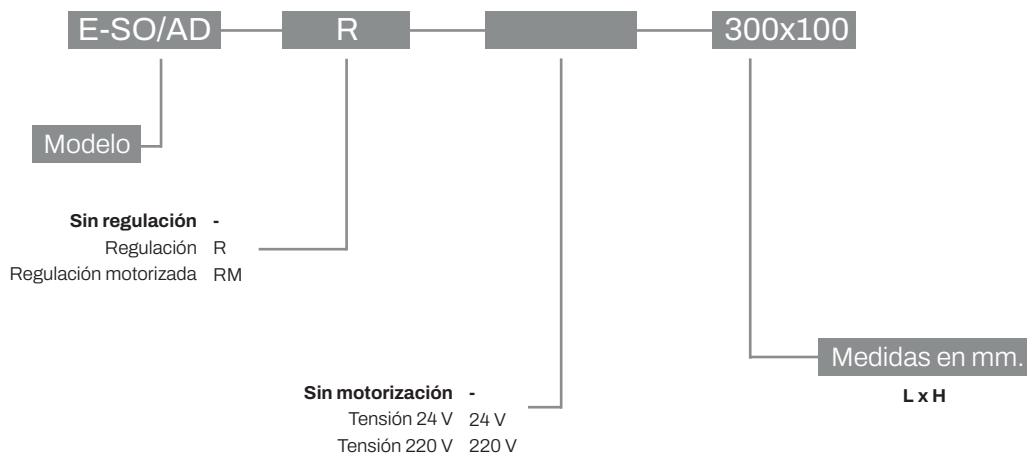 E-SO/AD R 300x100
Modelo
Sin regulación -
Regulación R
Regulación motorizada RM
Medidas en mm.
L x H
Sin motorización -
Tensión 24 V 24 V
Tensión 220 V 220 V